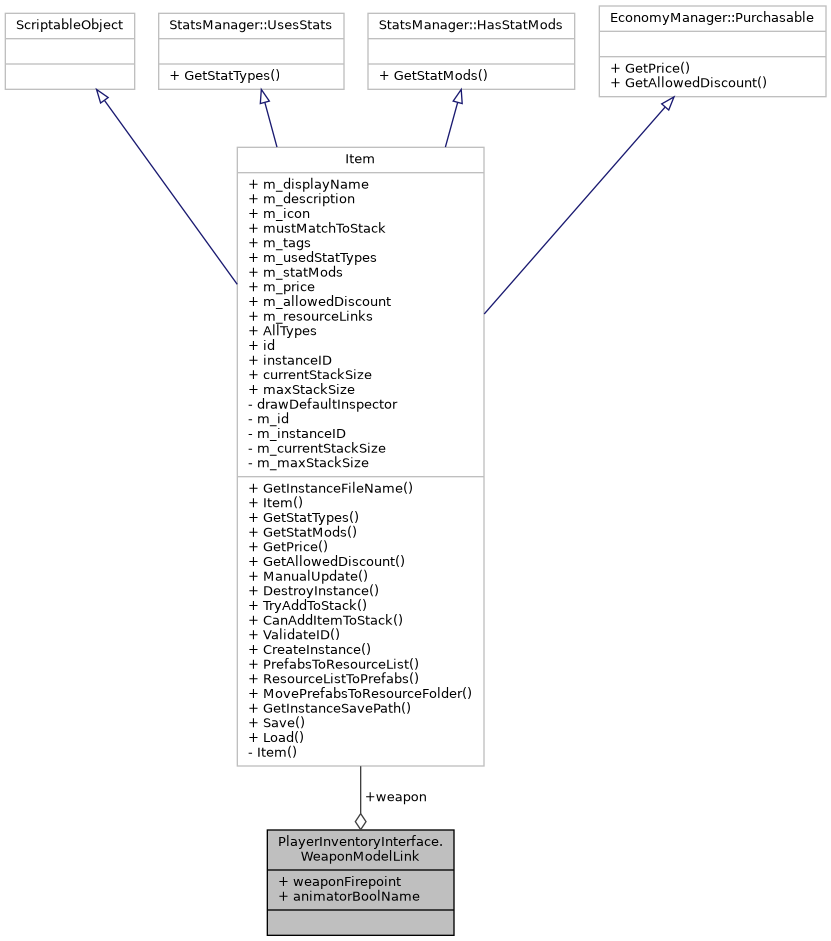 ScriptableObject
StatsManager::UsesStats
+ GetStatTypes()
StatsManager::HasStatMods
+ GetStatMods()
EconomyManager::Purchasable
+ GetPrice()
+ GetAllowedDiscount()
Item
+ m_displayName
+ m_description
+ m_icon
+ mustMatchToStack
+ m_tags
+ m_usedStatTypes
+ m_statMods
+ m_price
+ m_allowedDiscount
+ m_resourceLinks
+ AllTypes
+ id
+ instanceID
+ currentStackSize
+ maxStackSize
- drawDefaultInspector
- m_id
- m_instanceID
- m_currentStackSize
- m_maxStackSize
+ GetInstanceFileName()
+ Item()
+ GetStatTypes()
+ GetStatMods()
+ GetPrice()
+ GetAllowedDiscount()
+ ManualUpdate()
+ DestroyInstance()
+ TryAddToStack()
+ CanAddItemToStack()
+ ValidateID()
+ CreateInstance()
+ PrefabsToResourceList()
+ ResourceListToPrefabs()
+ MovePrefabsToResourceFolder()
+ GetInstanceSavePath()
+ Save()
+ Load()
- Item()
+weapon
PlayerInventoryInterface.
WeaponModelLink
+ weaponFirepoint
+ animatorBoolName